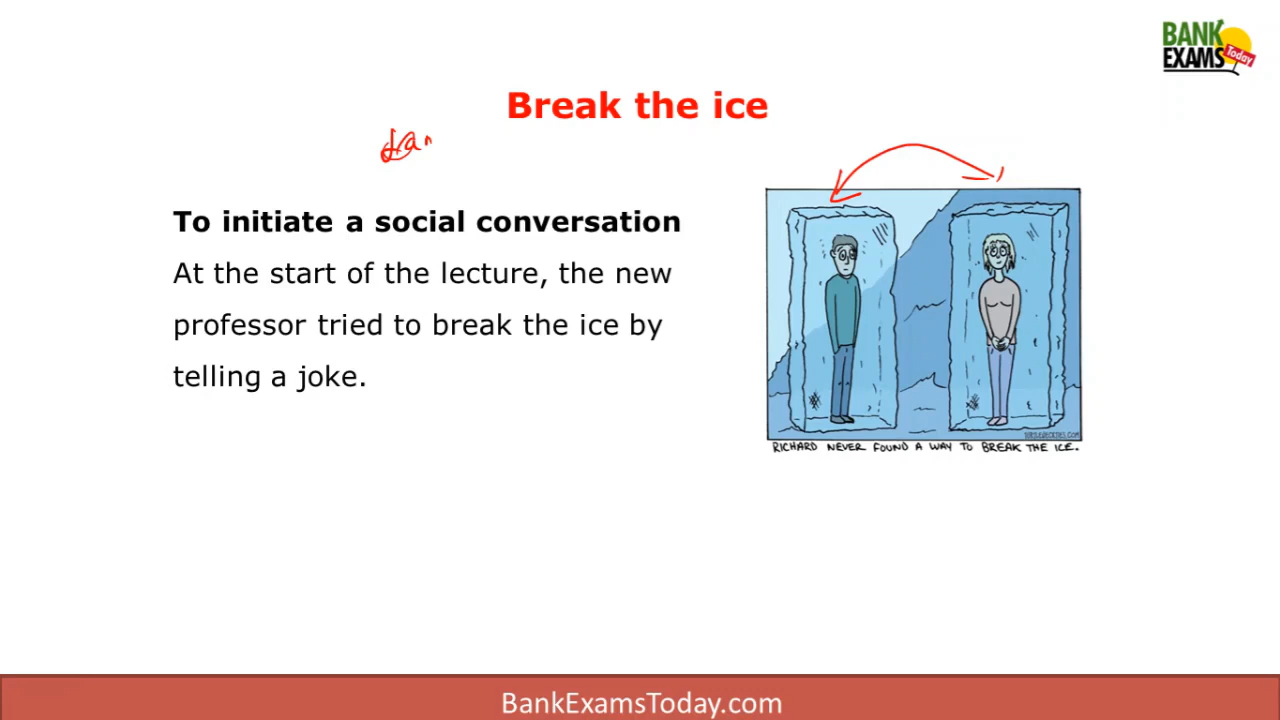 BANK
EXAMS
Today
Break the ice
To initiate a social conversation
At the start of the lecture, the new
professor tried to break the ice by
telling a joke.
RICHARD NEVER FOUND A WAY TO BREAK THE ICE.
BankExamsToday.com